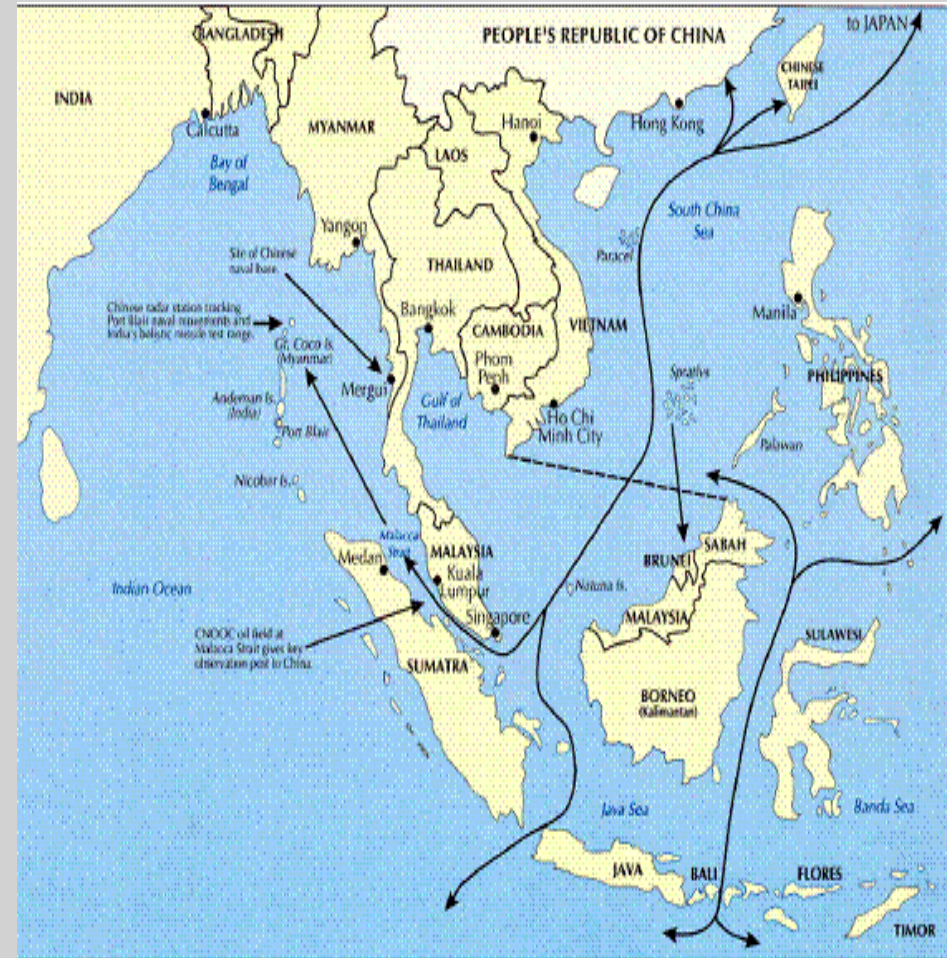 to JAPAN
BANGLADESH
PEOPLE'S REPUBLIC OF CHINA
CHINESE
TAIPEI
INDIA
Calcutta
MYANMAR
Hanoi
Hong Kong
LAOS
Bay of
Bengal
South China
Sea
Yangon
Paracel
Site of Chinese
naval base
THAILAND
Chinese radar station tracking
Port Blair naval movements and
India's balistic missile test range.
Bangkok
Manila
CAMBODIA
VIETNAM
Gt. Coco Is.
(Myanmar)
Phom
Penh
Spratlys
PHILIPPINES
Mergui
Andeman Is.
(India)
Gulf of
Thailand
Ho Chi
Minh City
Port Blair
Palawan
Nicobar Is.
Malacca
Strait
MALAYSIA
SABAH
Medan
BRUNEI
Kuala
Lumpur
Indian Ocean
Natuna Is.
Singapore
MALAYSIA
CNOOC oil field at
Malacca Strait gives key
observation post to China.
SULAWESI
SUMATRA
BORNEO
(Kalimantan)
Java Sea
Banda Sea
JAVA
BALI
FLORES
TIMOR